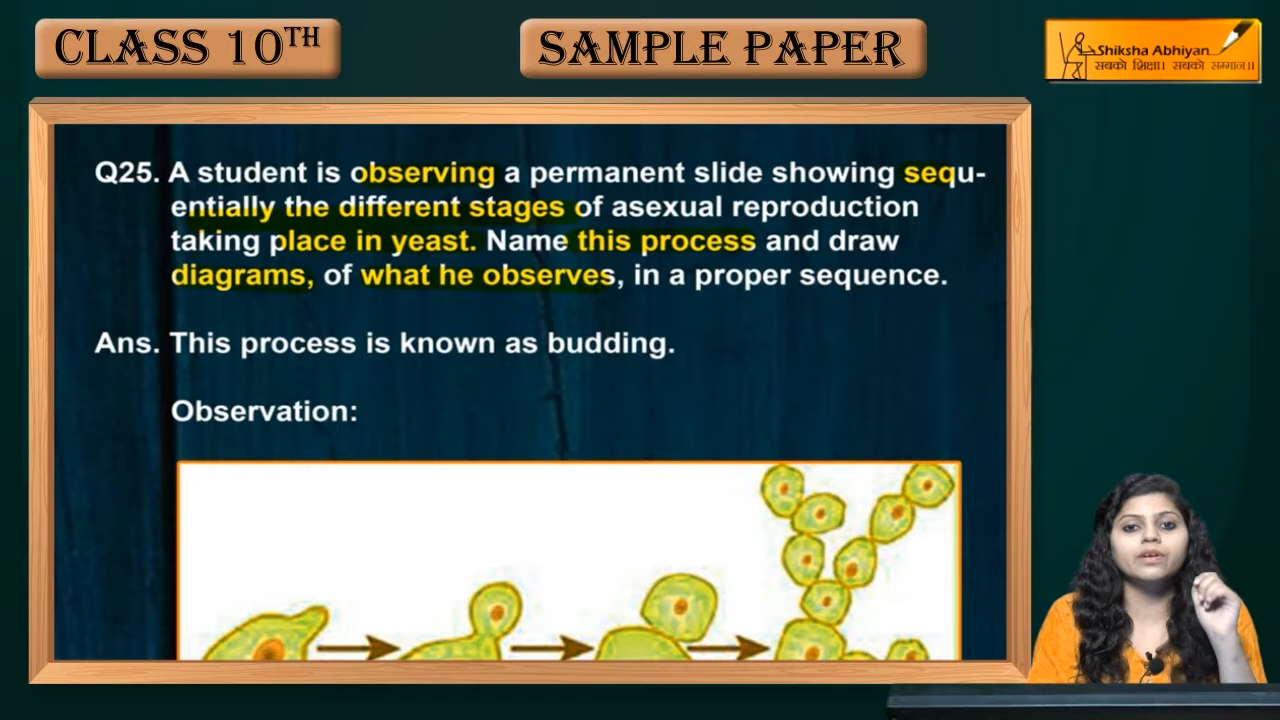 CLASS 10TH
SAMPLE PAPER
Shiksha Abhiyan
सबको शिक्षा। सबको सम्मान॥
Q25. A student is observing a permanent slide showing sequ-
entially the different stages of asexual reproduction
taking place in yeast. Name this process and draw
diagrams, of what he observes, in a proper sequence.
Ans. This process is known as budding.
Observation: